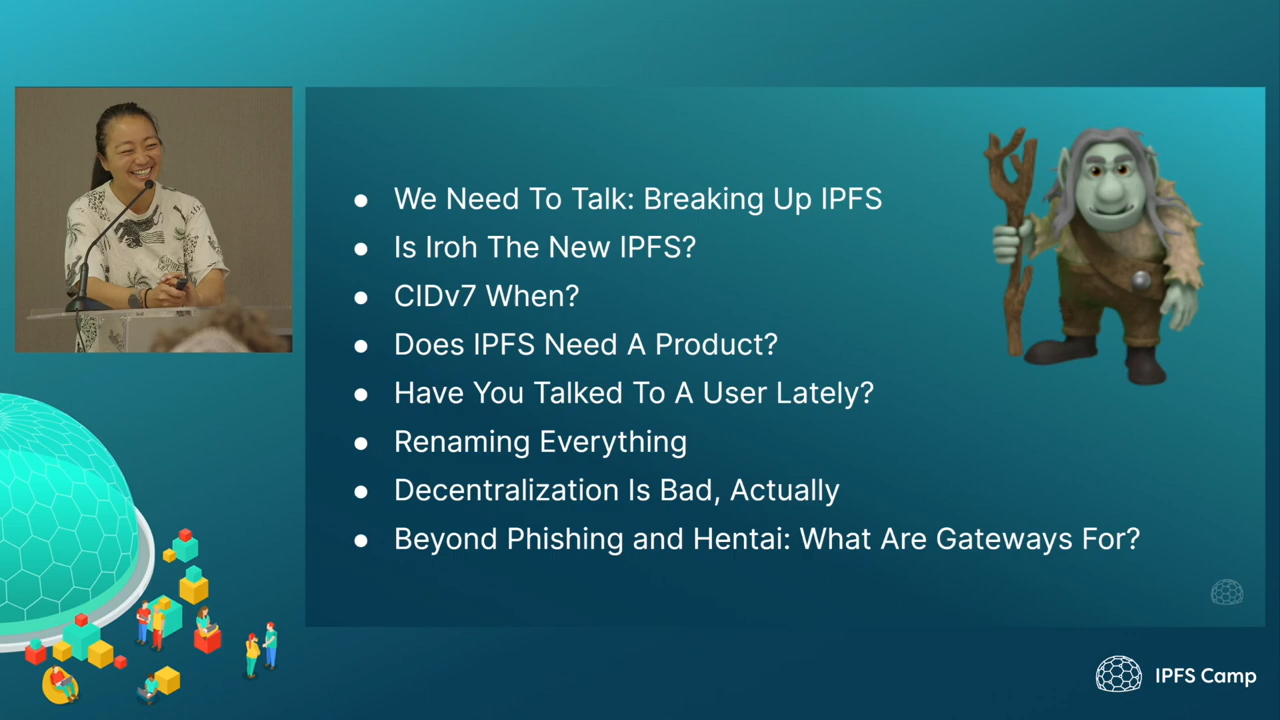 We Need To Talk: Breaking Up IPFS
Is Iroh The New IPFS?
CIDv7 When?
Does IPFS Need A Product?
Have You Talked To A User Lately?
Renaming Everything
Decentralization Is Bad, Actually
Beyond Phishing and Hentai: What Are Gateways For?
IPFS Camp